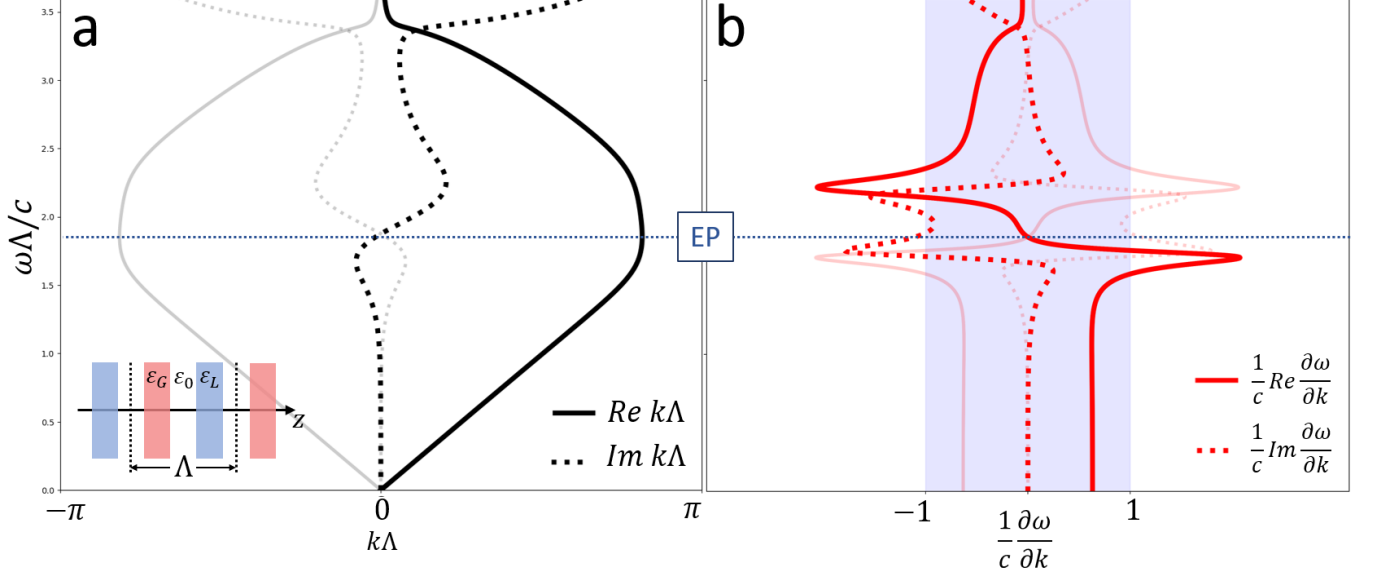 a
b
3.5
3.0
2.5
2.0
1.5
1.0
0.5
0.0
ωΛ/c
EP
ε_G ε_0 ε_L
z
Λ
Re kΛ
Im kΛ
1/c Re ∂ω/∂k
1/c Im ∂ω/∂k
−π 0 π
kΛ
−1 1
1/c ∂ω/∂k